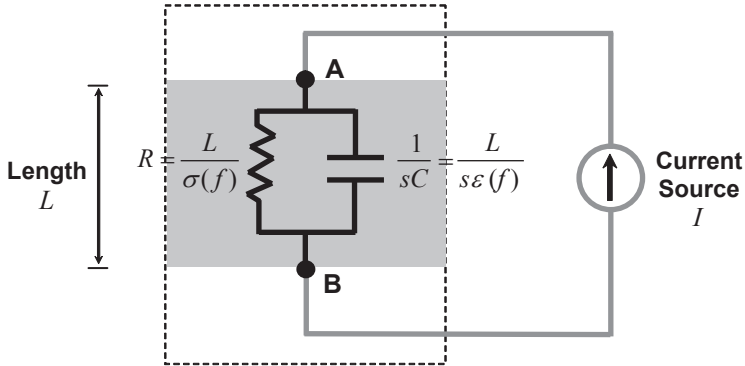 A
Length
L
R = L / σ(f)
1 / sC = L / sε(f)
Current
Source
I
B